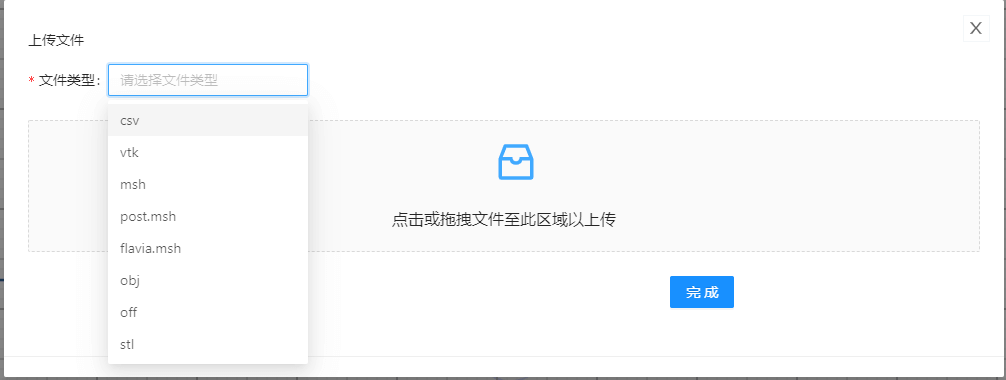 上传文件
X
* 文件类型:
请选择文件类型
csv
vtk
msh
post.msh
flavia.msh
obj
off
stl
点击或拖拽文件至此区域以上传
完成